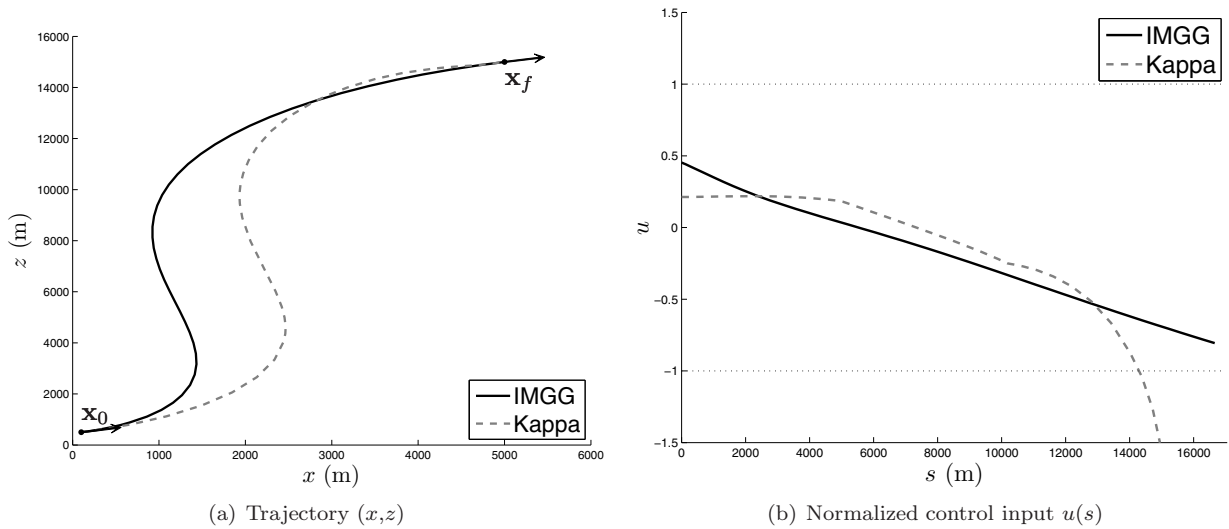 16000
14000
12000
10000
8000
6000
4000
2000
0
0 1000 2000 3000 4000 5000 6000
z (m)
x (m)
x_f
x_0
IMGG
Kappa
(a) Trajectory (x,z)
1.5
1
0.5
0
−0.5
−1
−1.5
0 2000 4000 6000 8000 10000 12000 14000 16000
u
s (m)
IMGG
Kappa
(b) Normalized control input u(s)